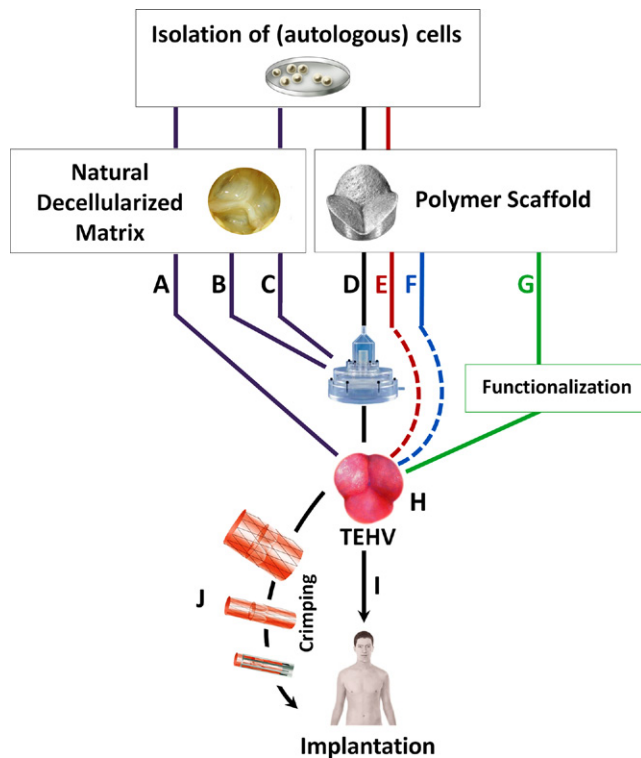 Isolation of (autologous) cells
Natural
Decellularized
Matrix
Polymer Scaffold
A
B
C
D
E
F
G
Functionalization
H
TEHV
I
J
Crimping
Implantation